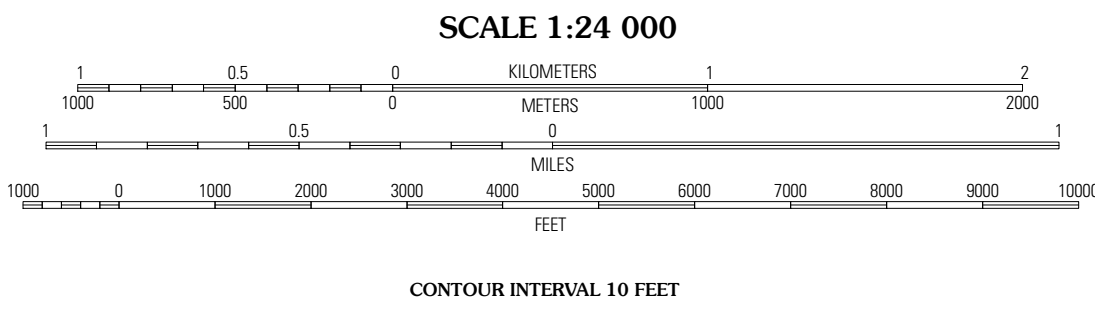 SCALE 1:24 000
1 0.5 0 KILOMETERS 1 2
1000 500 0 METERS 1000 2000
1 0.5 0 1
MILES
1000 0 1000 2000 3000 4000 5000 6000 7000 8000 9000 10000
FEET
CONTOUR INTERVAL 10 FEET